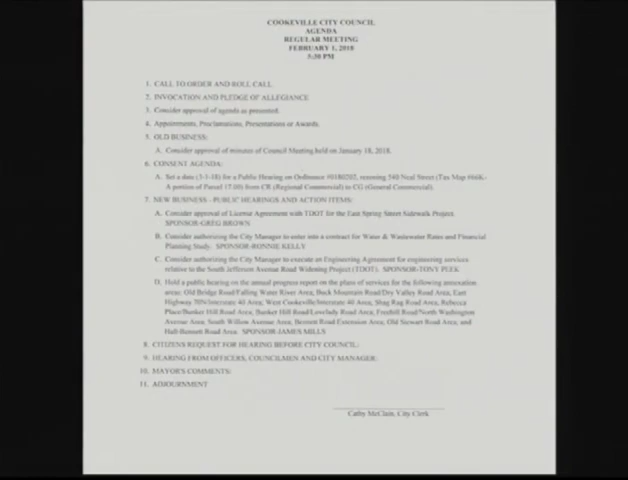 COOKEVILLE CITY COUNCIL
AGENDA
REGULAR MEETING
FEBRUARY 1, 2018
5:30 PM
1. CALL TO ORDER AND ROLL CALL
2. INVOCATION AND PLEDGE OF ALLEGIANCE
3. Consider approval of agenda as presented.
4. Appointments, Proclamations, Presentations or Awards.
5. OLD BUSINESS:
A. Consider approval of minutes of Council Meeting held on January 18, 2018.
6. CONSENT AGENDA:
A. Set a date (3-1-18) for a Public Hearing on Ordinance rezoning 540 Neal Street (Tax Map
A portion of Parcel 17.00) from CR (Regional Commercial) to CG (General Commercial).
7. NEW BUSINESS - PUBLIC HEARINGS AND ACTION ITEMS:
A. Consider approval of License Agreement with TDOT for the East Spring Street Sidewalk Project.
SPONSOR-GREG BROWN
B. Consider authorizing the City Manager to enter into a contract for Water & Wastewater Rates and Financial
Planning Study. SPONSOR-RONNIE KELLY
C. Consider authorizing the City Manager to execute an Engineering Agreement for engineering services
relative to the South Jefferson Avenue Road Widening Project (TDOT). SPONSOR-TONY PEEK
D. Hold a public hearing on the annual progress report on the plans of services for the following annexation
areas: Old Bridge Road/Falling Water River Area, Buck Mountain Road/Dry Valley Road Area, East
Highway 70N/Interstate 40 Area; West Cookeville/Interstate 40 Area, Shag Rag Road Area, Rebecca
Place/Bunker Hill Road Area, Bunker Hill Road/Lovelady Road Area, Freehill Road/North Washington
Avenue Area, South Willow Avenue Area, Bennett Road Extension Area, Old Stewart Road Area, and
Road Area. SPONSOR-JAMES MILLS
8. CITIZENS REQUEST FOR HEARING BEFORE CITY COUNCIL:
9. HEARING FROM OFFICERS, COUNCILMEN AND CITY MANAGER:
10. MAYOR'S COMMENTS:
11. ADJOURNMENT
Cathy McClain, City Clerk